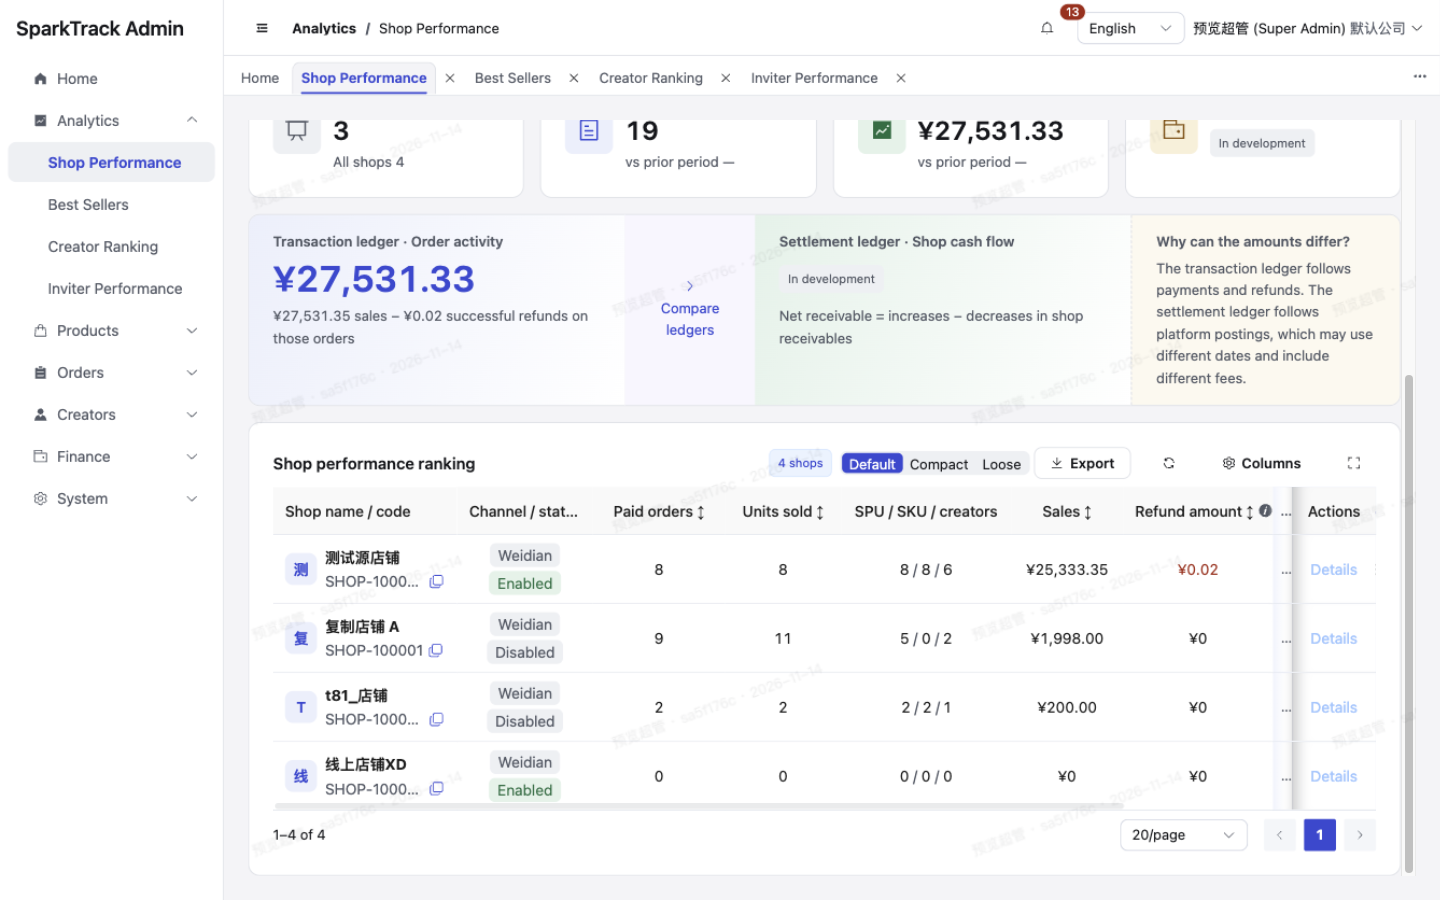 SparkTrack Admin
Analytics / Shop Performance
13
English
预览超管 (Super Admin) 默认公司
Home
Analytics
Shop Performance
Best Sellers
Creator Ranking
Inviter Performance
Products
Orders
Creators
Finance
System
Home
Shop Performance
Best Sellers
Creator Ranking
Inviter Performance
3
All shops 4
19
vs prior period —
¥27,531.33
vs prior period —
In development
Transaction ledger · Order activity
¥27,531.33
¥27,531.35 sales – ¥0.02 successful refunds on
those orders
Compare
ledgers
Settlement ledger · Shop cash flow
In development
Net receivable = increases – decreases in shop
receivables
Why can the amounts differ?
The transaction ledger follows
payments and refunds. The
settlement ledger follows
platform postings, which may use
different dates and include
different fees.
Shop performance ranking
4 shops
Default Compact Loose
Export
Columns
Shop name / code Channel / stat... Paid orders Units sold SPU / SKU / creators Sales Refund amount ... Actions
测 测试源店铺 SHOP-1000... Weidian Enabled 8 8 8 / 8 / 6 ¥25,333.35 ¥0.02 ... Details
复 复制店铺 A SHOP-100001 Weidian Disabled 9 11 5 / 0 / 2 ¥1,998.00 ¥0 ... Details
T t81_店铺 SHOP-1000... Weidian Disabled 2 2 2 / 2 / 1 ¥200.00 ¥0 ... Details
线 线上店铺XD SHOP-1000... Weidian Enabled 0 0 0 / 0 / 0 ¥0 ¥0 ... Details
1–4 of 4
20/page
1
预览超管 · sa5f176c · 2026-11-14